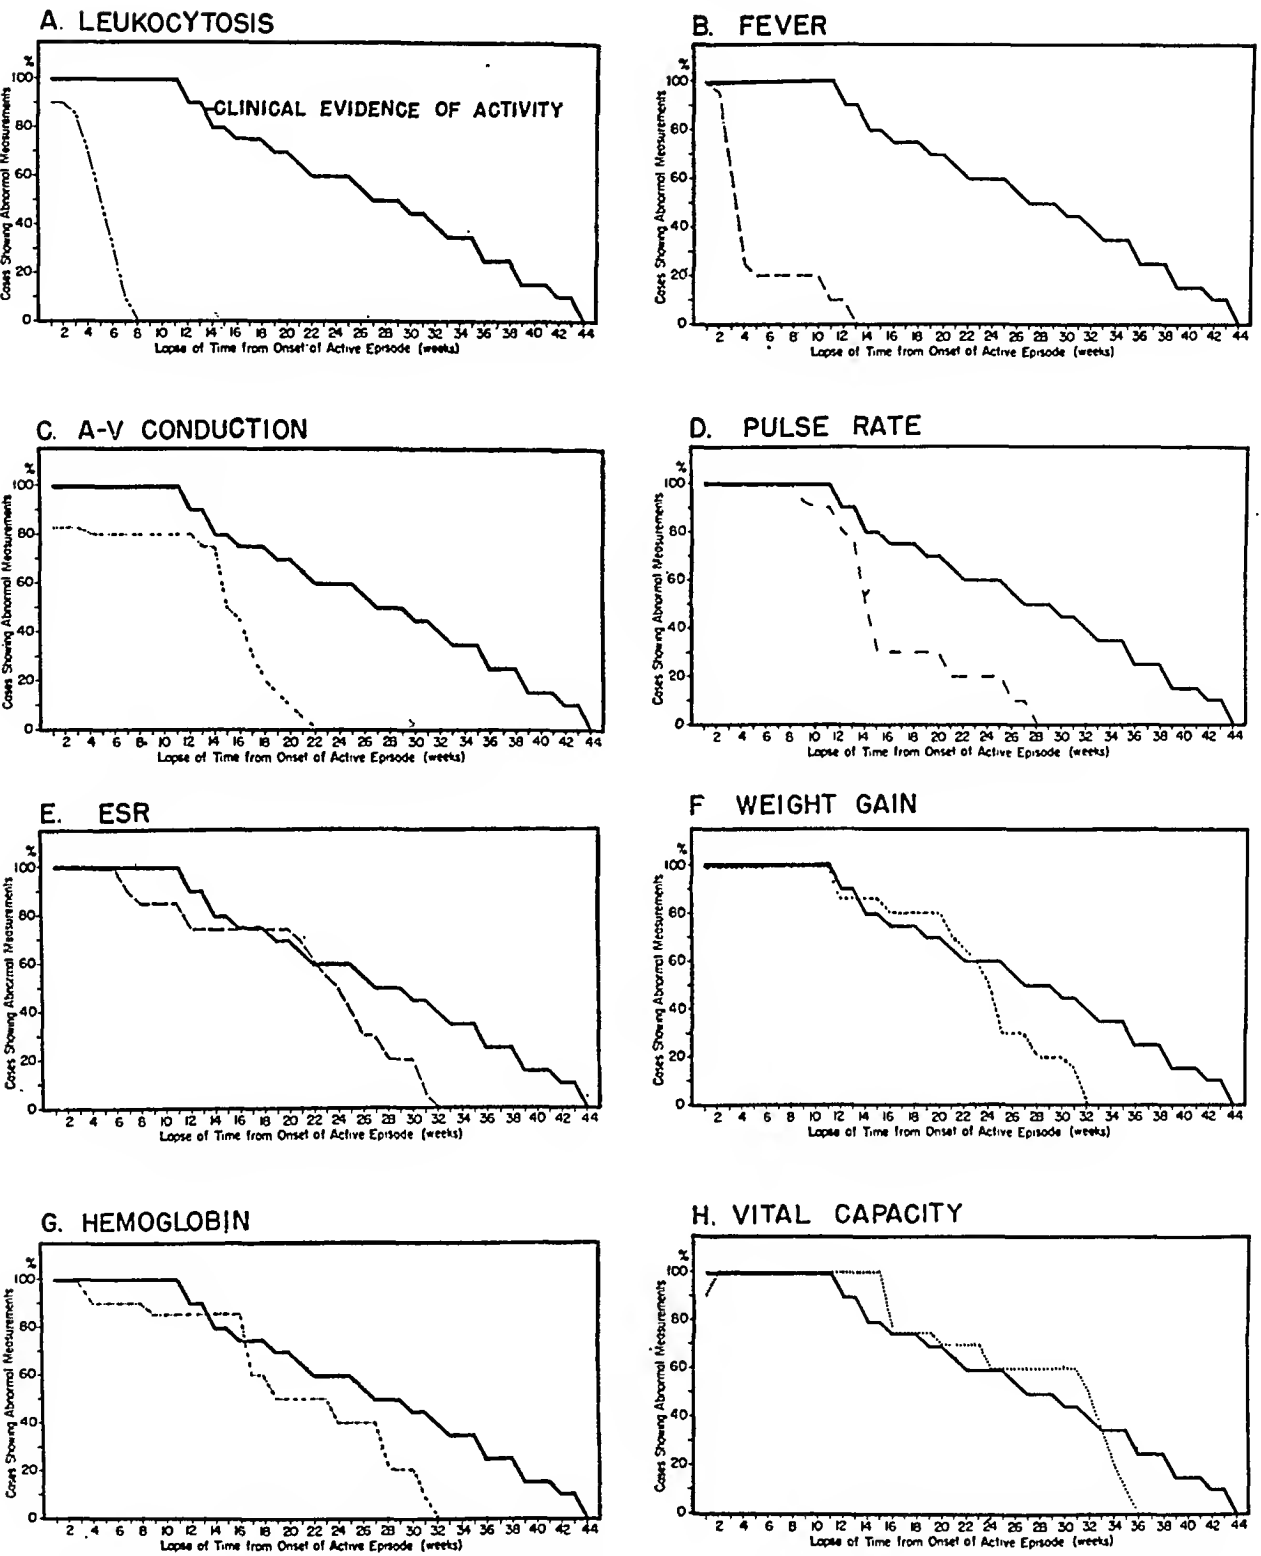 A. LEUKOCYTOSIS
%
Cases Showing Abnormal Measurements
100
80
60
40
20
0
CLINICAL EVIDENCE OF ACTIVITY
2 4 6 8 10 12 14 16 18 20 22 24 26 28 30 32 34 36 38 40 42 44
Lapse of Time from Onset of Active Episode (weeks)
B. FEVER
%
Cases Showing Abnormal Measurements
100
80
60
40
20
0
2 4 6 8 10 12 14 16 18 20 22 24 26 28 30 32 34 36 38 40 42 44
Lapse of Time from Onset of Active Episode (weeks)
C. A-V CONDUCTION
%
Cases Showing Abnormal Measurements
100
80
60
40
20
0
2 4 6 8 10 12 14 16 18 20 22 24 26 28 30 32 34 36 38 40 42 44
Lapse of Time from Onset of Active Episode (weeks)
D. PULSE RATE
%
Cases Showing Abnormal Measurements
100
80
60
40
20
0
2 4 6 8 10 12 14 16 18 20 22 24 26 28 30 32 34 36 38 40 42 44
Lapse of Time from Onset of Active Episode (weeks)
E. ESR
%
Cases Showing Abnormal Measurements
100
80
60
40
20
0
2 4 6 8 10 12 14 16 18 20 22 24 26 28 30 32 34 36 38 40 42 44
Lapse of Time from Onset of Active Episode (weeks)
F WEIGHT GAIN
%
Cases Showing Abnormal Measurements
100
80
60
40
20
0
2 4 6 8 10 12 14 16 18 20 22 24 26 28 30 32 34 36 38 40 42 44
Lapse of Time from Onset of Active Episode (weeks)
G. HEMOGLOBIN
%
Cases Showing Abnormal Measurements
100
80
60
40
20
0
2 4 6 8 10 12 14 16 18 20 22 24 26 28 30 32 34 36 38 40 42 44
Lapse of Time from Onset of Active Episode (weeks)
H. VITAL CAPACITY
%
Cases Showing Abnormal Measurements
100
80
60
40
20
0
2 4 6 8 10 12 14 16 18 20 22 24 26 28 30 32 34 36 38 40 42 44
Lapse of Time from Onset of Active Episode (weeks)